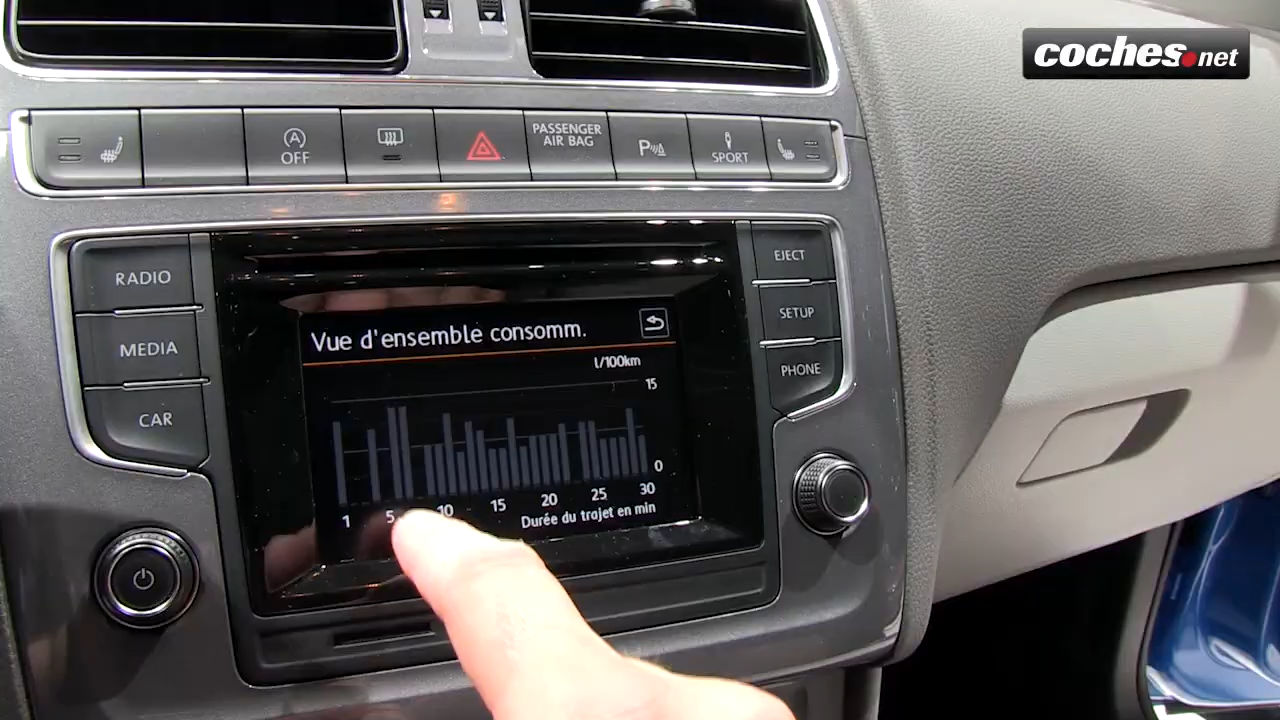 coches.net
A
OFF
PASSENGER
AIR BAG
P
SPORT
RADIO
MEDIA
CAR
EJECT
SETUP
PHONE
Vue d'ensemble consomm.
l/100km
15
0
1 5 10 15 20 25 30
Durée du trajet en min